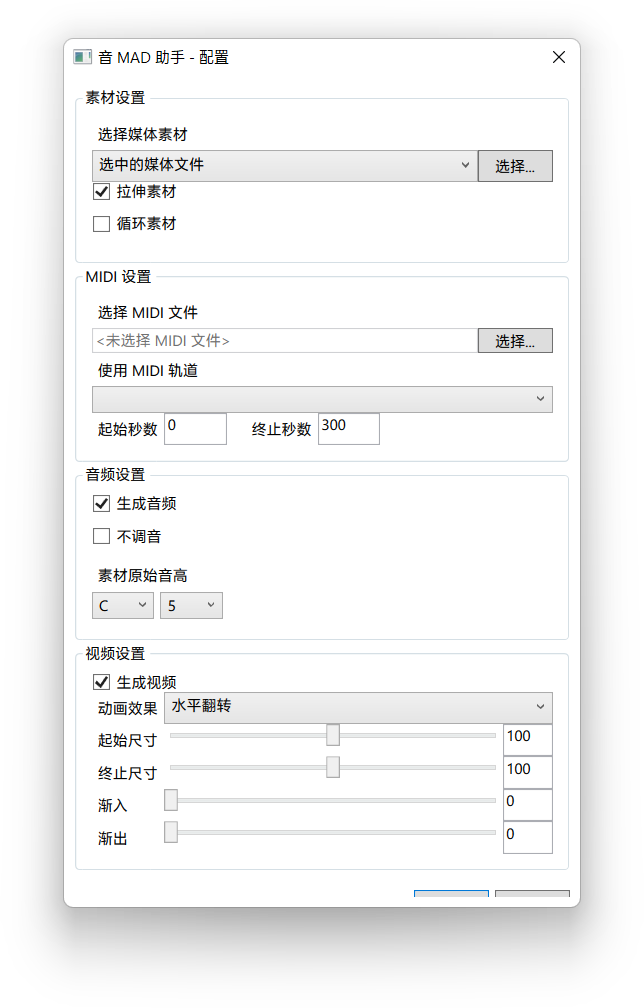 音 MAD 助手 - 配置
素材设置
选择媒体素材
选中的媒体文件 选择...
拉伸素材
循环素材
MIDI 设置
选择 MIDI 文件
<未选择 MIDI 文件> 选择...
使用 MIDI 轨道
起始秒数 0 终止秒数 300
音频设置
生成音频
不调音
素材原始音高
C 5
视频设置
生成视频
动画效果 水平翻转
起始尺寸 100
终止尺寸 100
渐入 0
渐出 0